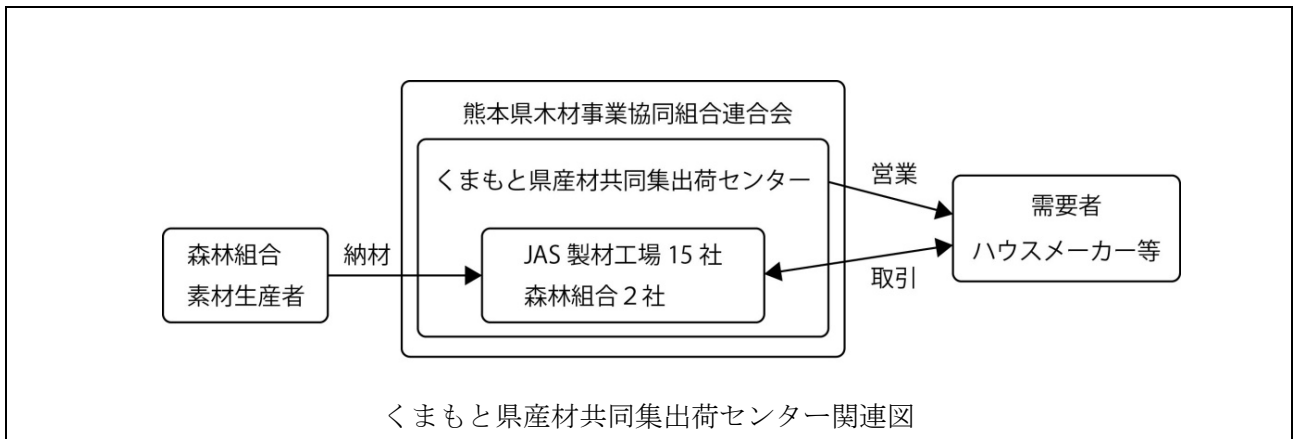 熊本県木材事業協同組合連合会
くまもと県産材共同集出荷センター
営業
需要者
ハウスメーカー等
森林組合
素材生産者
納材
JAS 製材工場 15 社
森林組合２社
取引
くまもと県産材共同集出荷センター関連図